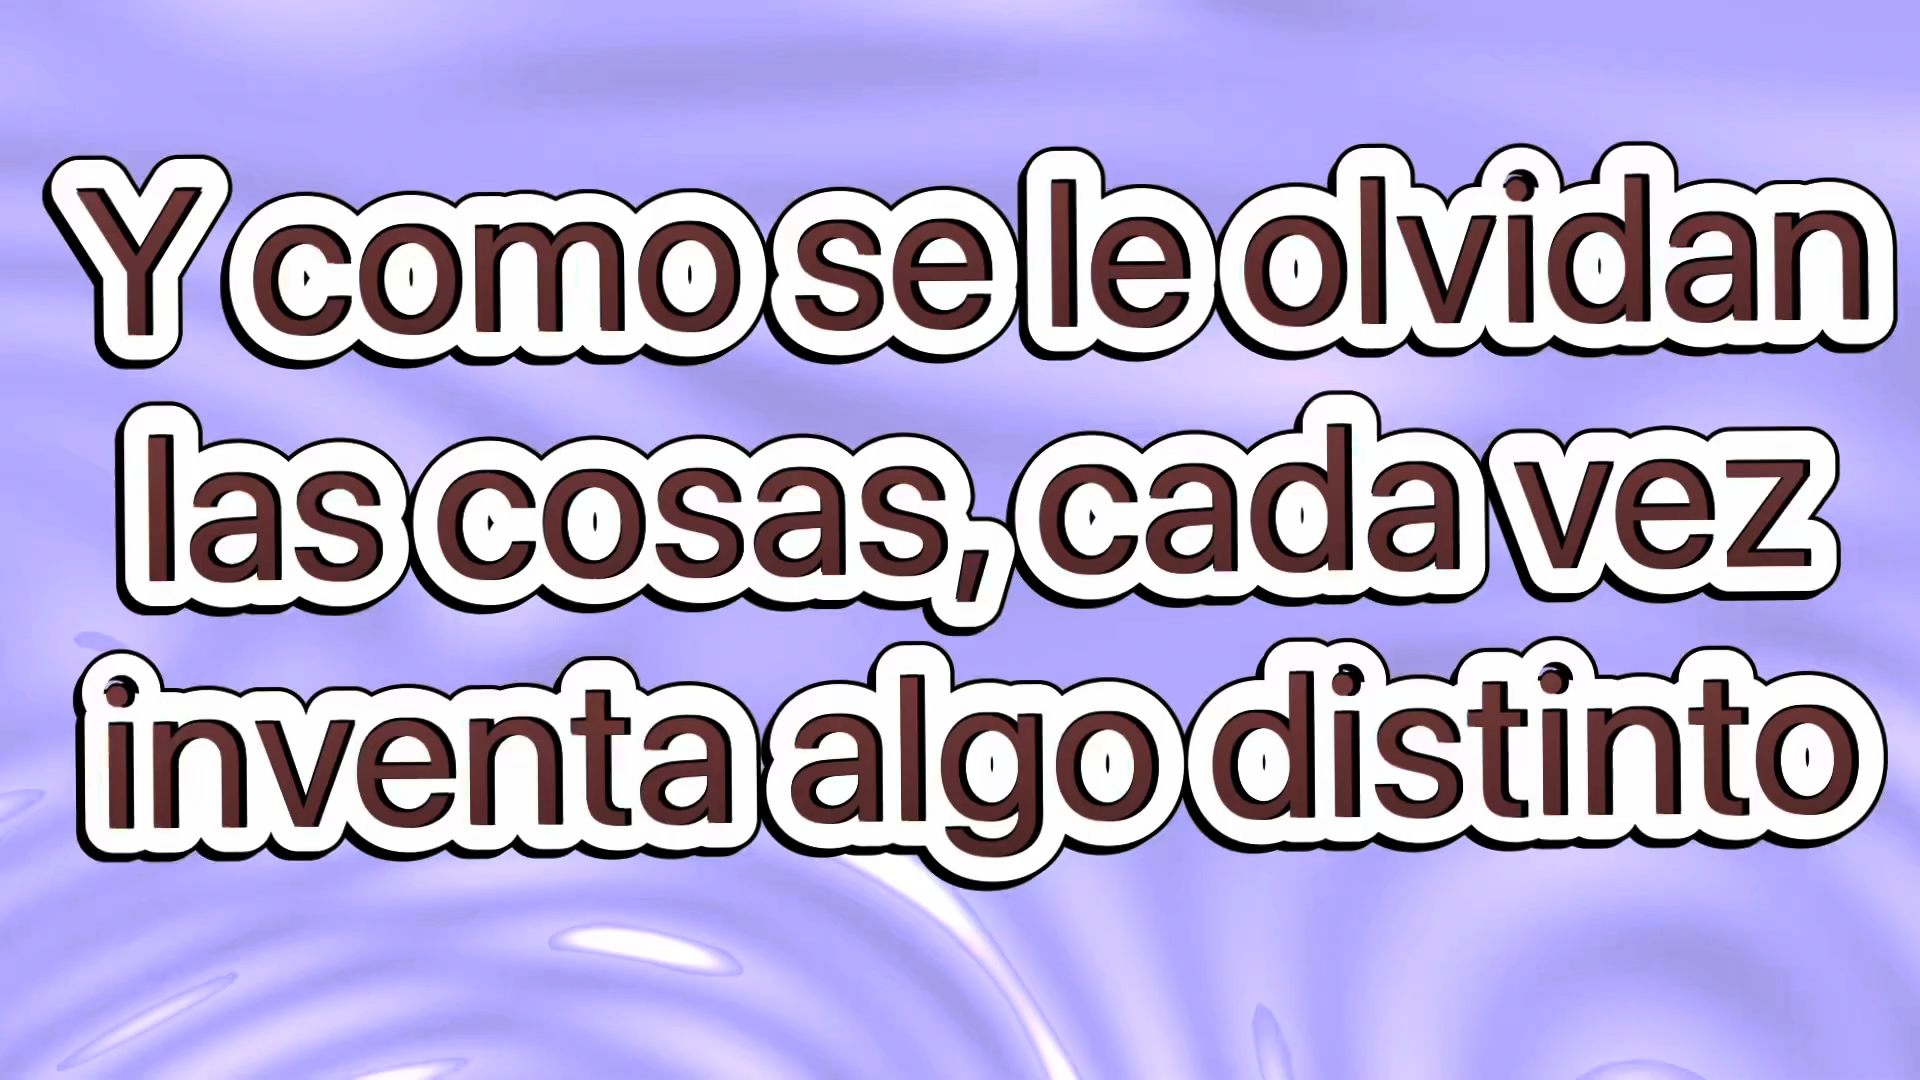 Y como se le olvidan
las cosas, cada vez
inventa algo distinto